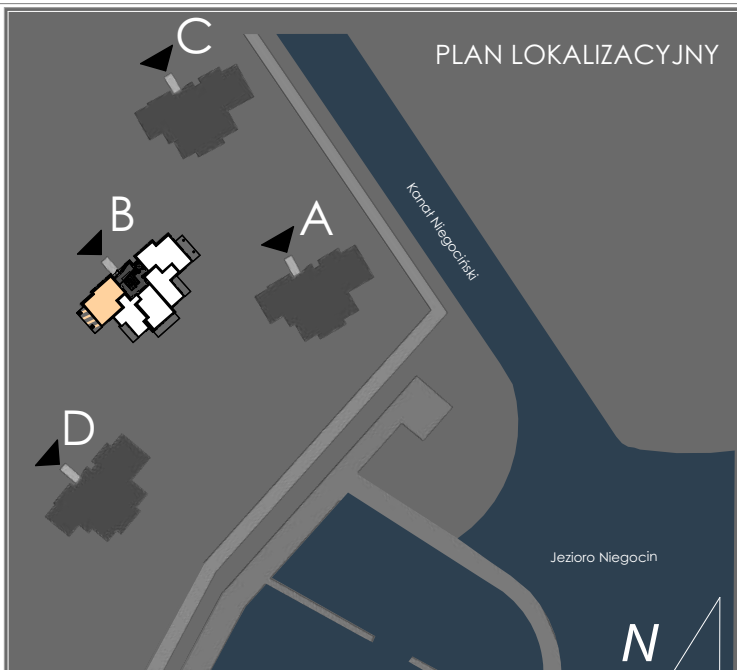 PLAN LOKALIZACYJNY
C
B
A
Kanał Niegociński
D
Jezioro Niegocin
N